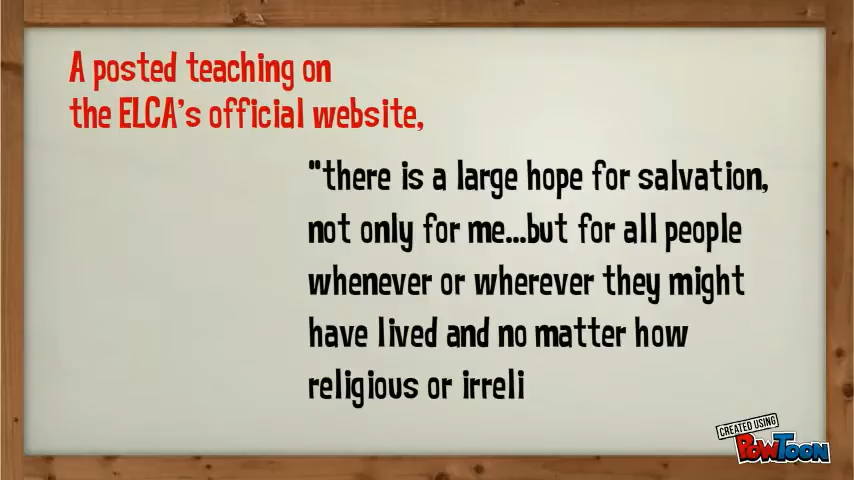 A posted teaching on
the ELCA's official website,
"there is a large hope for salvation,
not only for me...but for all people
whenever or wherever they might
have lived and no matter how
religious or irreli
CREATED USING
POWTOON